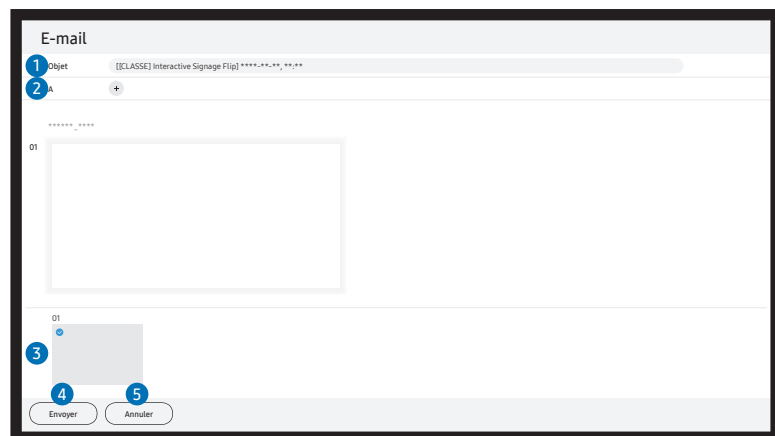 E-mail
1 Objet [[CLASSE] Interactive Signage Flip] ****-**-**, **:**
2 A +
******_****
01
01
3
4 5
Envoyer Annuler